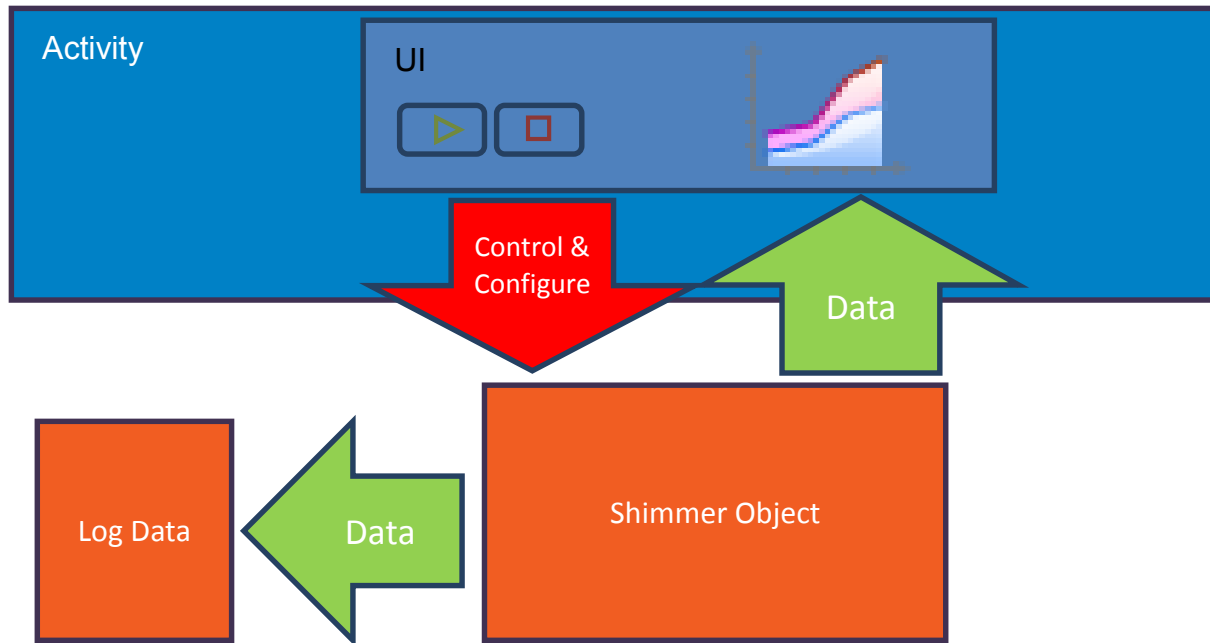 Activity
UI
Control &
Configure
Data
Log Data
Data
Shimmer Object